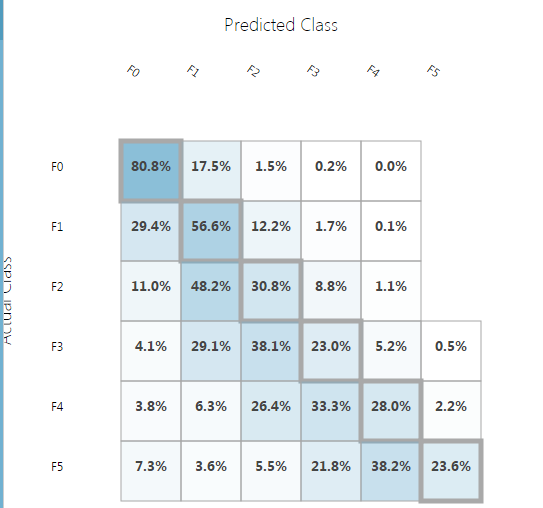 Predicted Class
F0 F1 F2 F3 F4 F5
F0 80.8% 17.5% 1.5% 0.2% 0.0%
F1 29.4% 56.6% 12.2% 1.7% 0.1%
F2 11.0% 48.2% 30.8% 8.8% 1.1%
Actual Class
F3 4.1% 29.1% 38.1% 23.0% 5.2% 0.5%
F4 3.8% 6.3% 26.4% 33.3% 28.0% 2.2%
F5 7.3% 3.6% 5.5% 21.8% 38.2% 23.6%